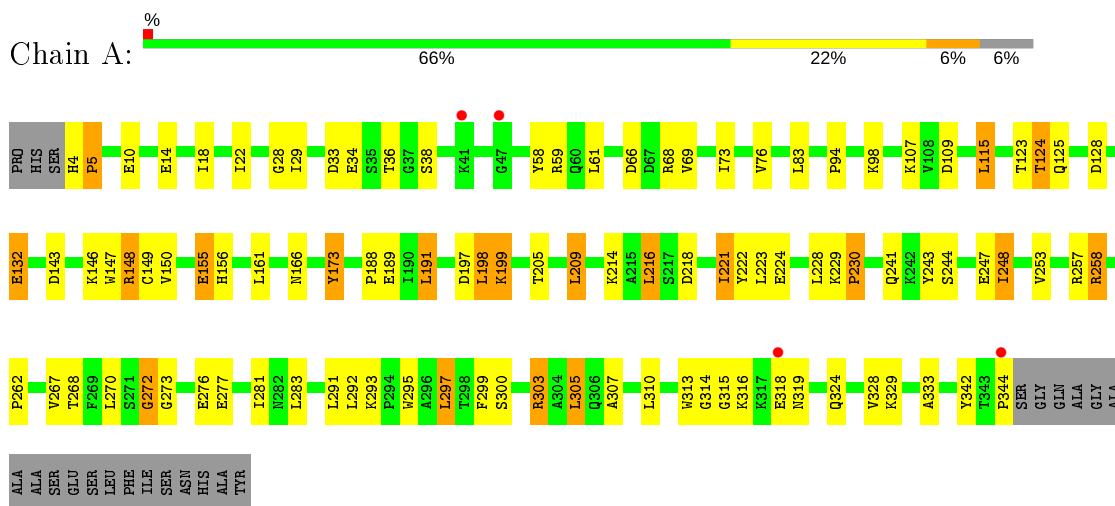 %
Chain A:
66% 22% 6% 6%
PRO HIS SER H4 P5 E10 E14 I18 I22 G28 I29 D33 E34 S35 T36 G37 S38 K41 G47 Y58 R59 Q60 L61 D66 D67 R68 V69 I73 V76 L83 P94 K98 K107 V108 D109 L115 T123 T124 Q125 D128
E132 D143 K146 W147 R148 C149 V150 E155 H156 L161 N166 Y173 P188 E189 I190 L191 D197 L198 K199 T205 L209 K214 A215 L216 S217 D218 I221 Y222 L223 E224 L228 K229 P230 Q241 K242 Y243 S244 E247 I248 V253 R257 R258
P262 V267 T268 F269 L270 S271 G272 G273 E276 E277 I281 N282 L283 L291 L292 K293 P294 W295 A296 L297 T298 F299 S300 R303 A304 L305 Q306 A307 L310 W313 G314 G315 K316 K317 E318 N319 Q324 V328 K329 A333 Y342 T343 P344 SER GLY GLN ALA GLY ALA
ALA ALA SER GLU SER LEU PHE ILE SER ASN HIS ALA TYR